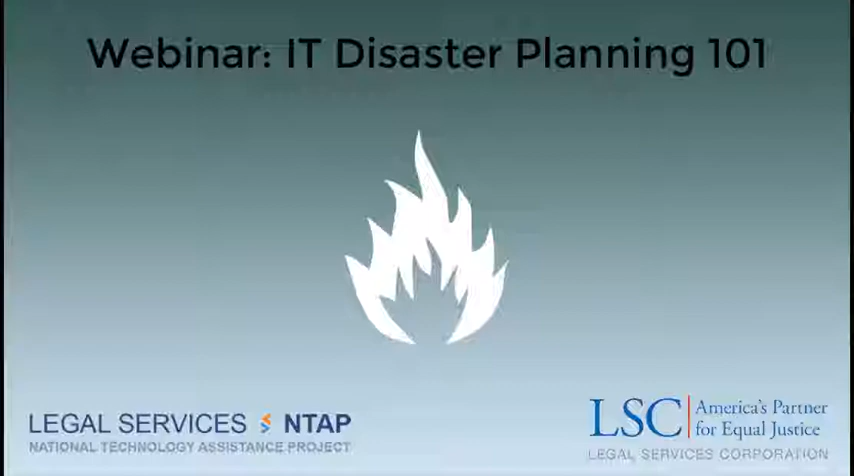 Webinar: IT Disaster Planning 101
LEGAL SERVICES NTAP
NATIONAL TECHNOLOGY ASSISTANCE PROJECT
LSC America's Partner
for Equal Justice
LEGAL SERVICES CORPORATION